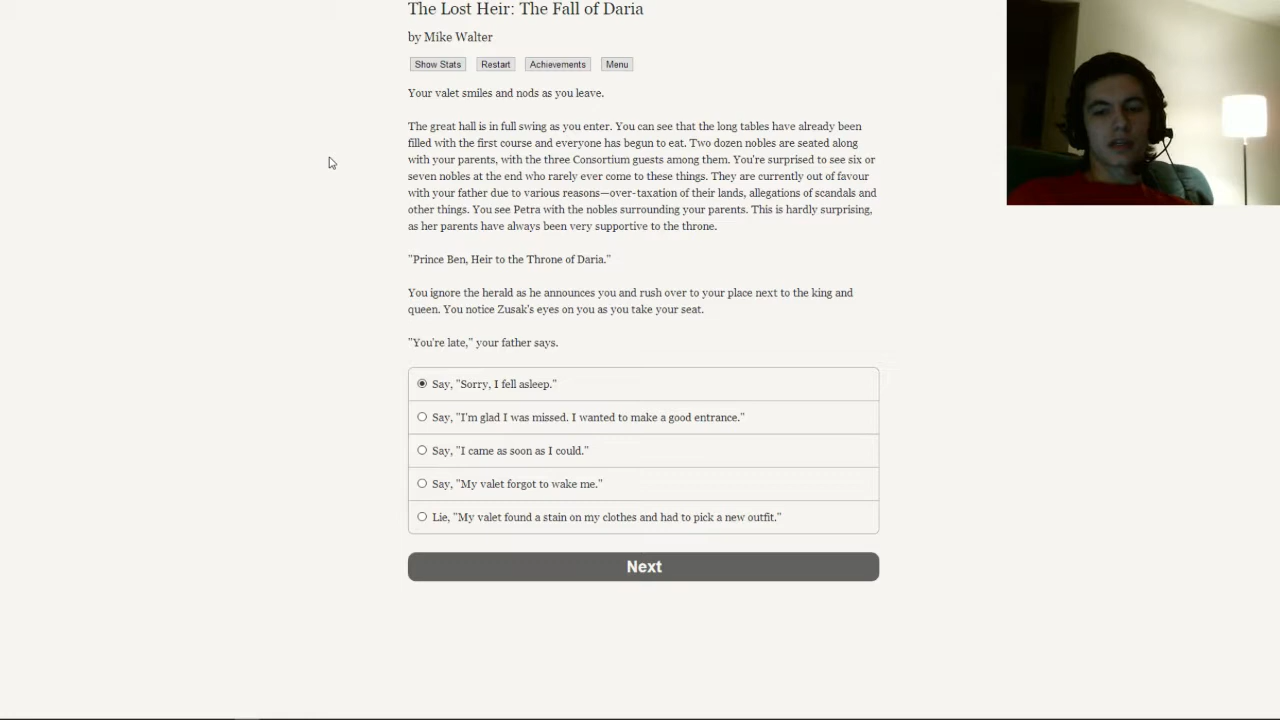 The Lost Heir: The Fall of Daria
by Mike Walter
Show Stats Restart Achievements Menu
Your valet smiles and nods as you leave.
The great hall is in full swing as you enter. You can see that the long tables have already been
filled with the first course and everyone has begun to eat. Two dozen nobles are seated along
with your parents, with the three Consortium guests among them. You're surprised to see six or
seven nobles at the end who rarely ever come to these things. They are currently out of favour
with your father due to various reasons—over-taxation of their lands, allegations of scandals and
other things. You see Petra with the nobles surrounding your parents. This is hardly surprising,
as her parents have always been very supportive to the throne.
"Prince Ben, Heir to the Throne of Daria."
You ignore the herald as he announces you and rush over to your place next to the king and
queen. You notice Zusak's eyes on you as you take your seat.
"You're late," your father says.
Say, "Sorry, I fell asleep."
Say, "I'm glad I was missed. I wanted to make a good entrance."
Say, "I came as soon as I could."
Say, "My valet forgot to wake me."
Lie, "My valet found a stain on my clothes and had to pick a new outfit."
Next